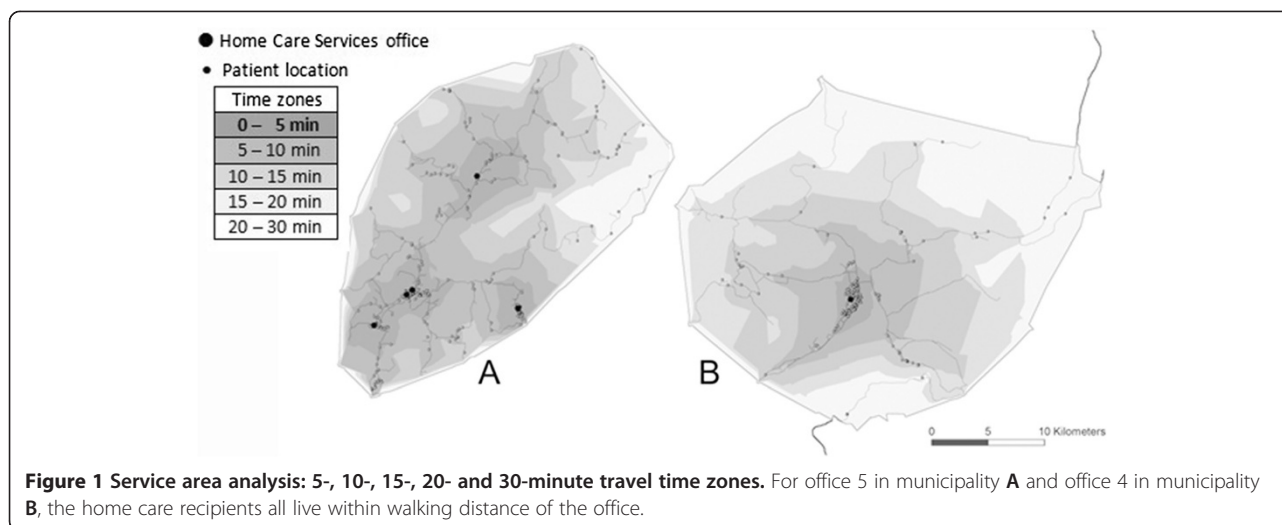 Home Care Services office
Patient location
Time zones
0 – 5 min
5 – 10 min
10 – 15 min
15 – 20 min
20 – 30 min
A
B
0 5 10 Kilometers
Figure 1 Service area analysis: 5-, 10-, 15-, 20- and 30-minute travel time zones. For office 5 in municipality A and office 4 in municipality
B, the home care recipients all live within walking distance of the office.